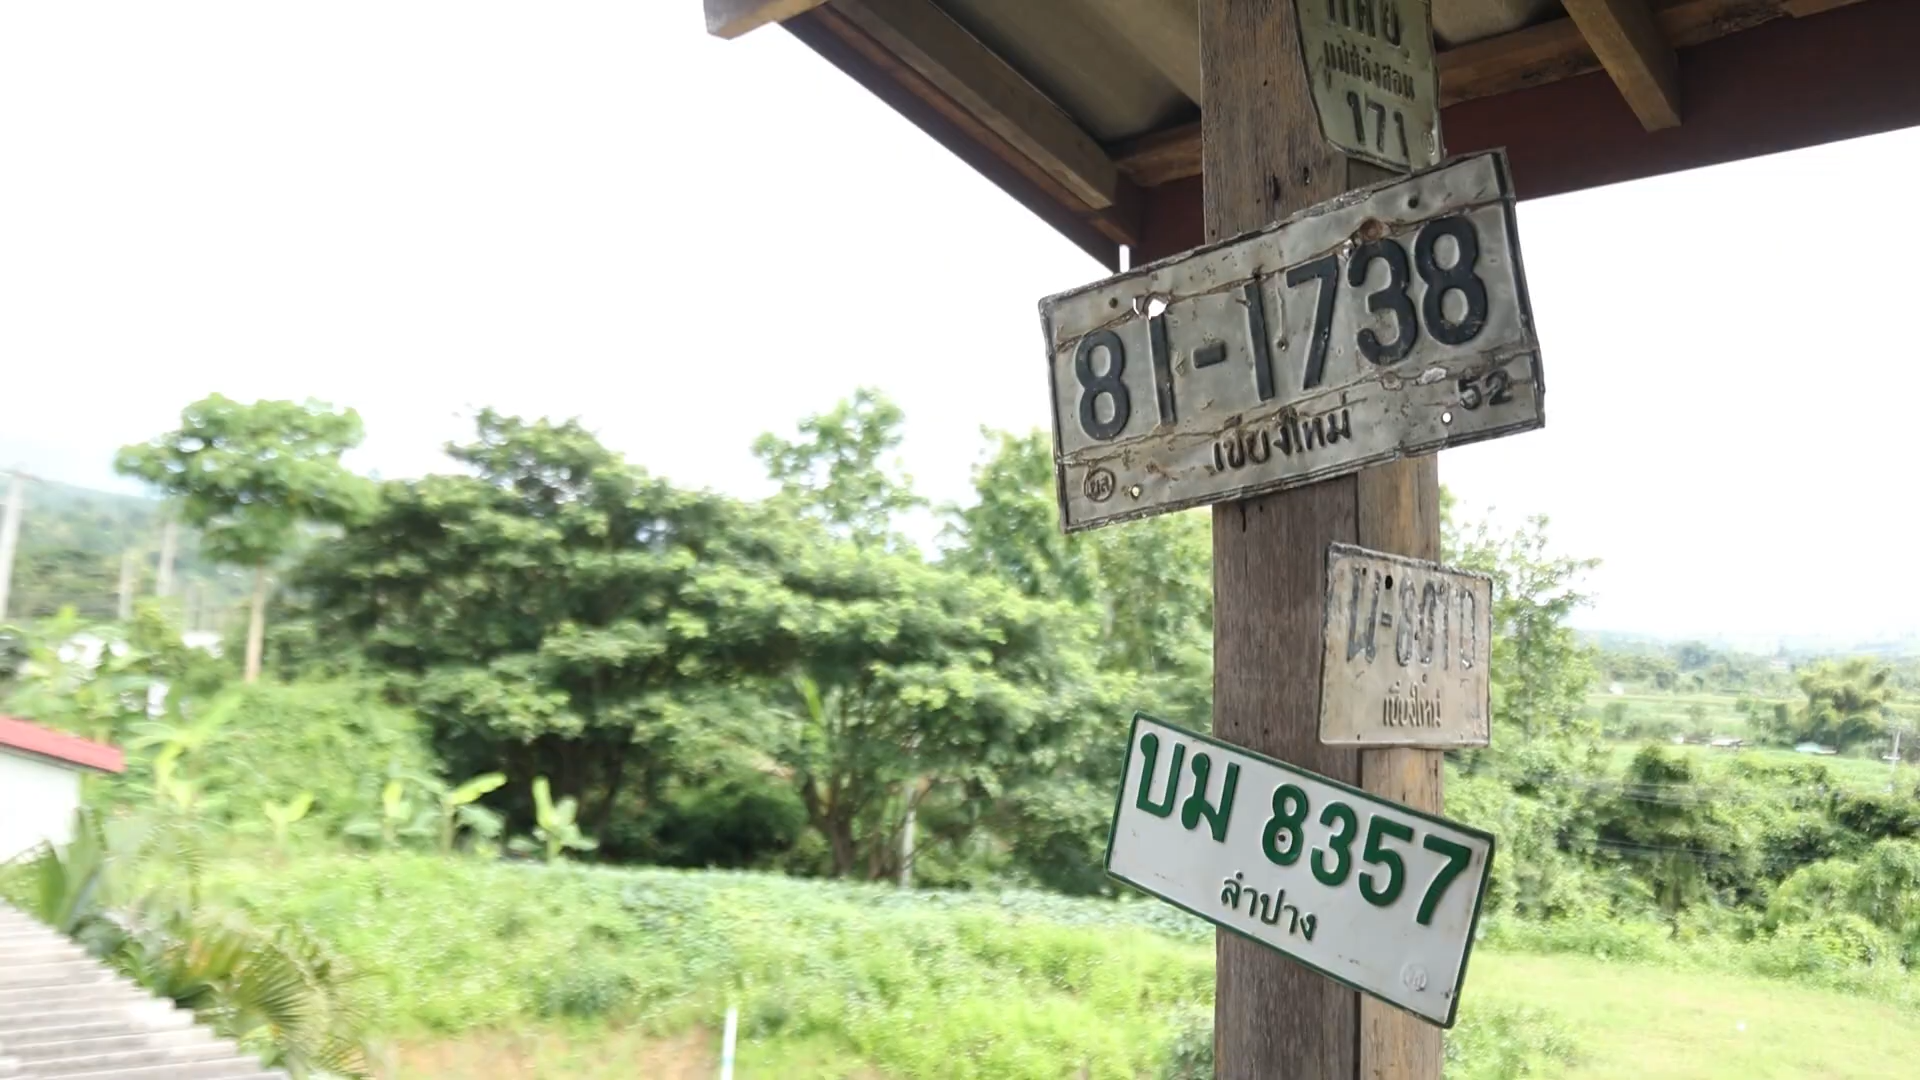 แม่ฮ่องสอน
171
81-1738
เชียงใหม่ 52
เชียงใหม่
บม 8357
ลำปาง